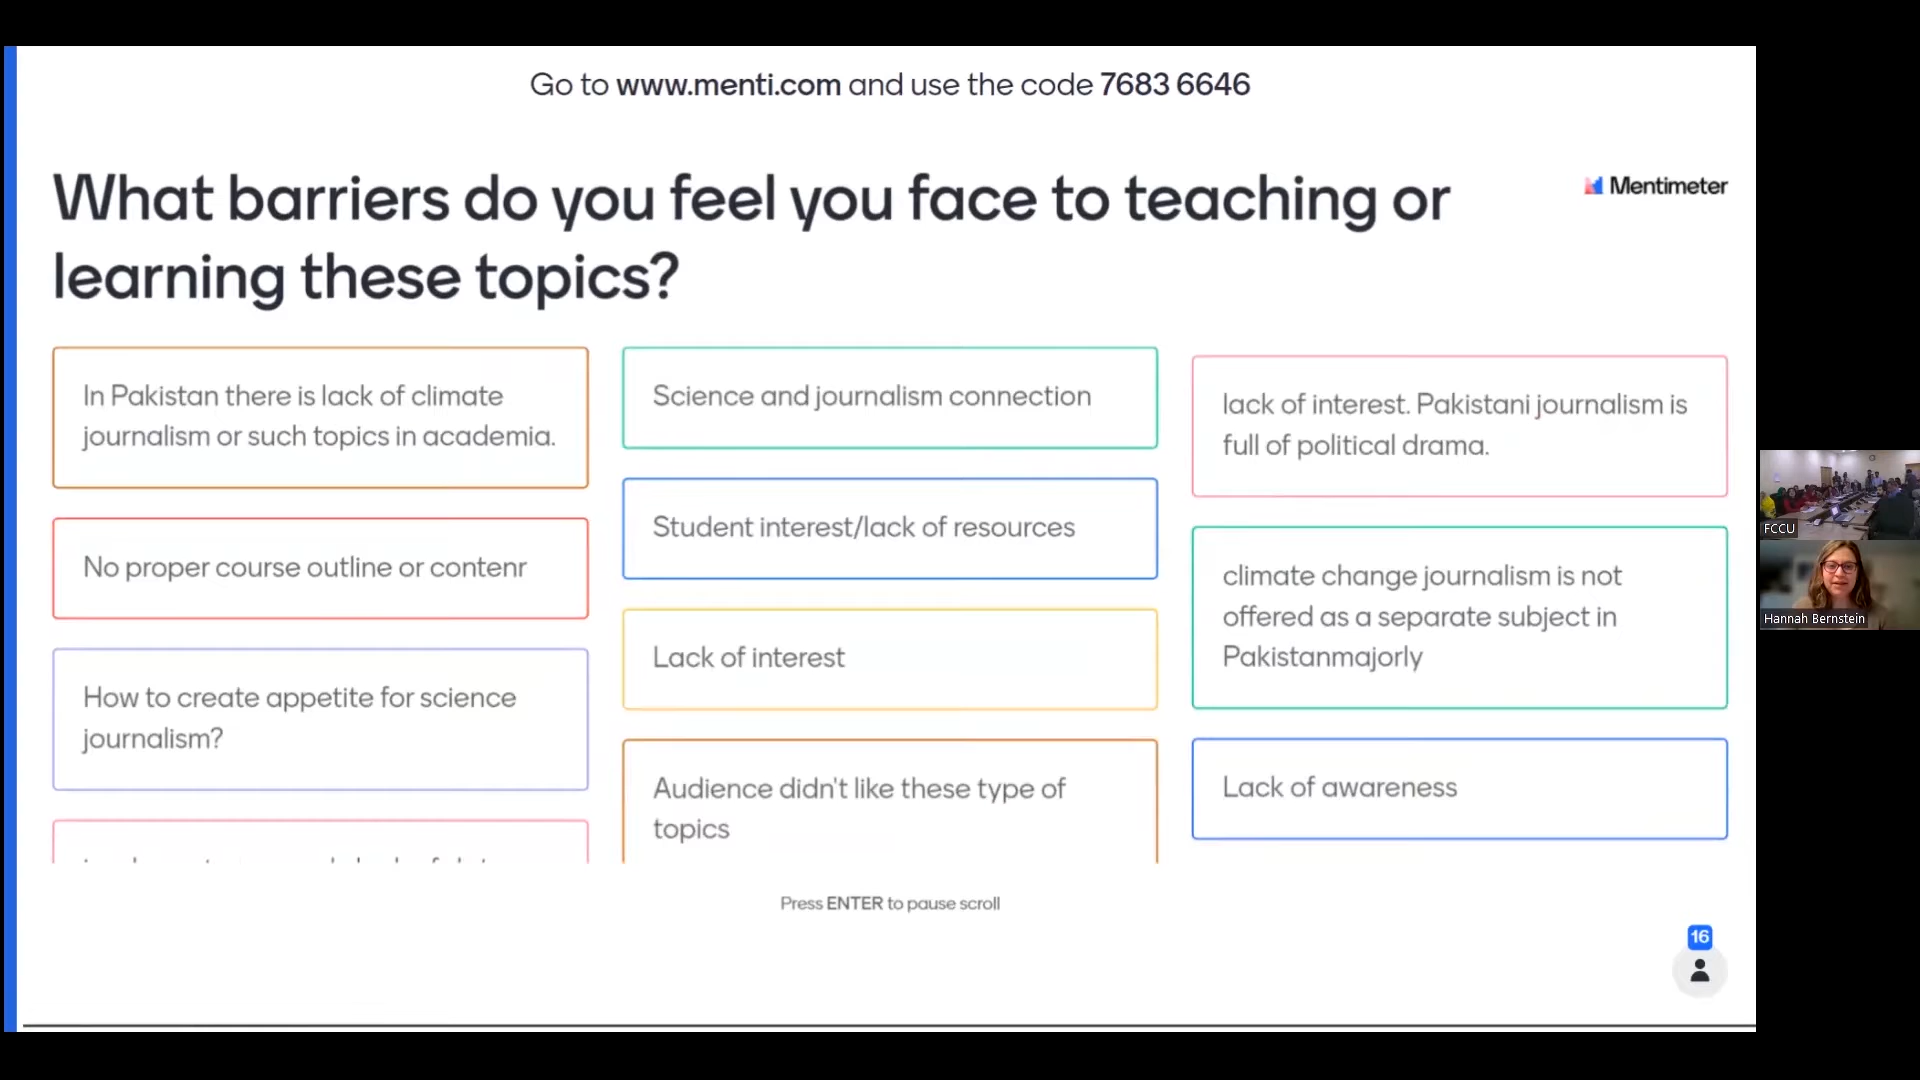 Go to www.menti.com and use the code 7683 6646
What barriers do you feel you face to teaching or
learning these topics?
Mentimeter
In Pakistan there is lack of climate
journalism or such topics in academia.
No proper course outline or contenr
How to create appetite for science
journalism?
Science and journalism connection
Student interest/lack of resources
Lack of interest
Audience didn't like these type of
topics
lack of interest. Pakistani journalism is
full of political drama.
climate change journalism is not
offered as a separate subject in
Pakistanmajorly
Lack of awareness
Press ENTER to pause scroll
16
FCCU
Hannah Bernstein